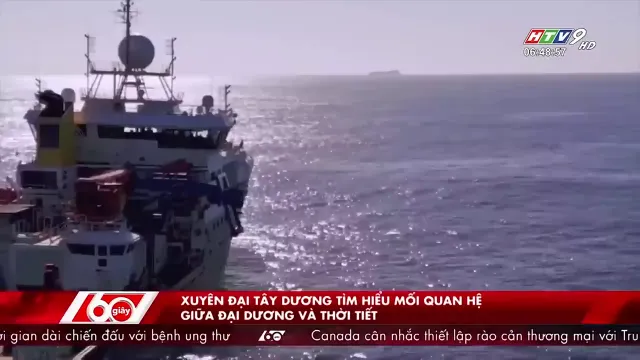 HTV9 HD
06:48:57
60 giây
XUYÊN ĐẠI TÂY DƯƠNG TÌM HIỂU MỐI QUAN HỆ
GIỮA ĐẠI DƯƠNG VÀ THỜI TIẾT
gian dài chiến đấu với bệnh ung thư 60 giây Canada cân nhắc thiết lập rào cản thương mại với